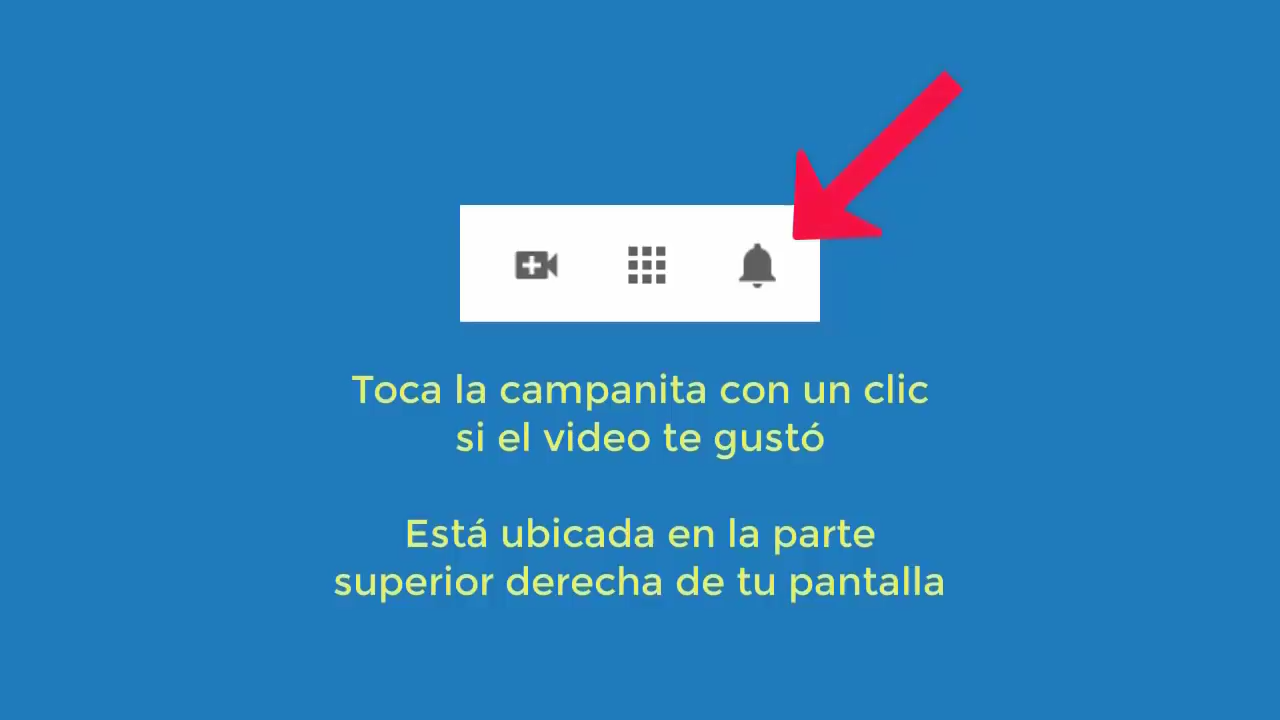 Toca la campanita con un clic
si el video te gustó
Está ubicada en la parte
superior derecha de tu pantalla